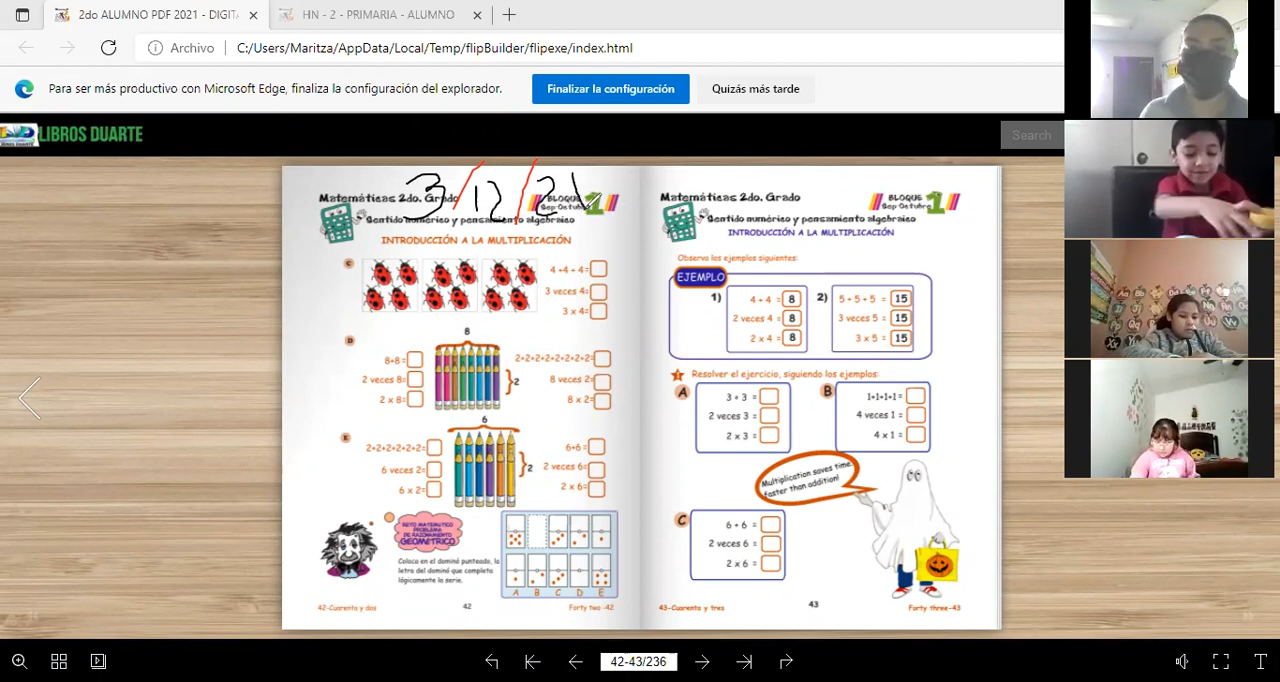 2do ALUMNO PDF 2021 - DIGITA
HN - 2 - PRIMARIA - ALUMNO
Archivo
C:/Users/Maritza/AppData/Local/Temp/flipBuilder/flipexe/index.html
Para ser más productivo con Microsoft Edge, finaliza la configuración del explorador.
Finalizar la configuración
Quizás más tarde
LIBROS DUARTE
Search
3/12/21
Matemáticas 2do. Grado
BLOQUE 1
Sentido numérico y pensamiento algebraico
INTRODUCCIÓN A LA MULTIPLICACIÓN
C
4+4+4=
3 veces 4=
3 x 4=
D
8
8+8=
2 veces 8=
2 x 8=
2
2+2+2+2+2+2+2+2=
8 veces 2=
8 x 2=
E
6
2+2+2+2+2+2=
6 veces 2=
6 x 2=
2
6+6=
2 veces 6=
2 x 6=
RETO MATEMÁTICO
PROBLEMA
DE RAZONAMIENTO
GEOMÉTRICO
Coloca en el dominó punteado, la
letra del dominó que completa
lógicamente la serie.
A B C D E
42-Cuarenta y dos
42
Forty two -42
Matemáticas 2do. Grado
BLOQUE 1
Sep-Octubre
Sentido numérico y pensamiento algebraico
INTRODUCCIÓN A LA MULTIPLICACIÓN
Observa los ejemplos siguientes:
EJEMPLO
1)
4 + 4 = 8
2 veces 4 = 8
2 x 4 = 8
2)
5 + 5 + 5 = 15
3 veces 5 = 15
3 x 5 = 15
1 Resolver el ejercicio, siguiendo los ejemplos:
A
3 + 3 =
2 veces 3 =
2 x 3 =
B
1+1+1+1 =
4 veces 1 =
4 x 1 =
Multiplication saves time,
faster than addition!
C
6 + 6 =
2 veces 6 =
2 x 6 =
43-Cuarenta y tres
43
Forty three-43
42-43/236